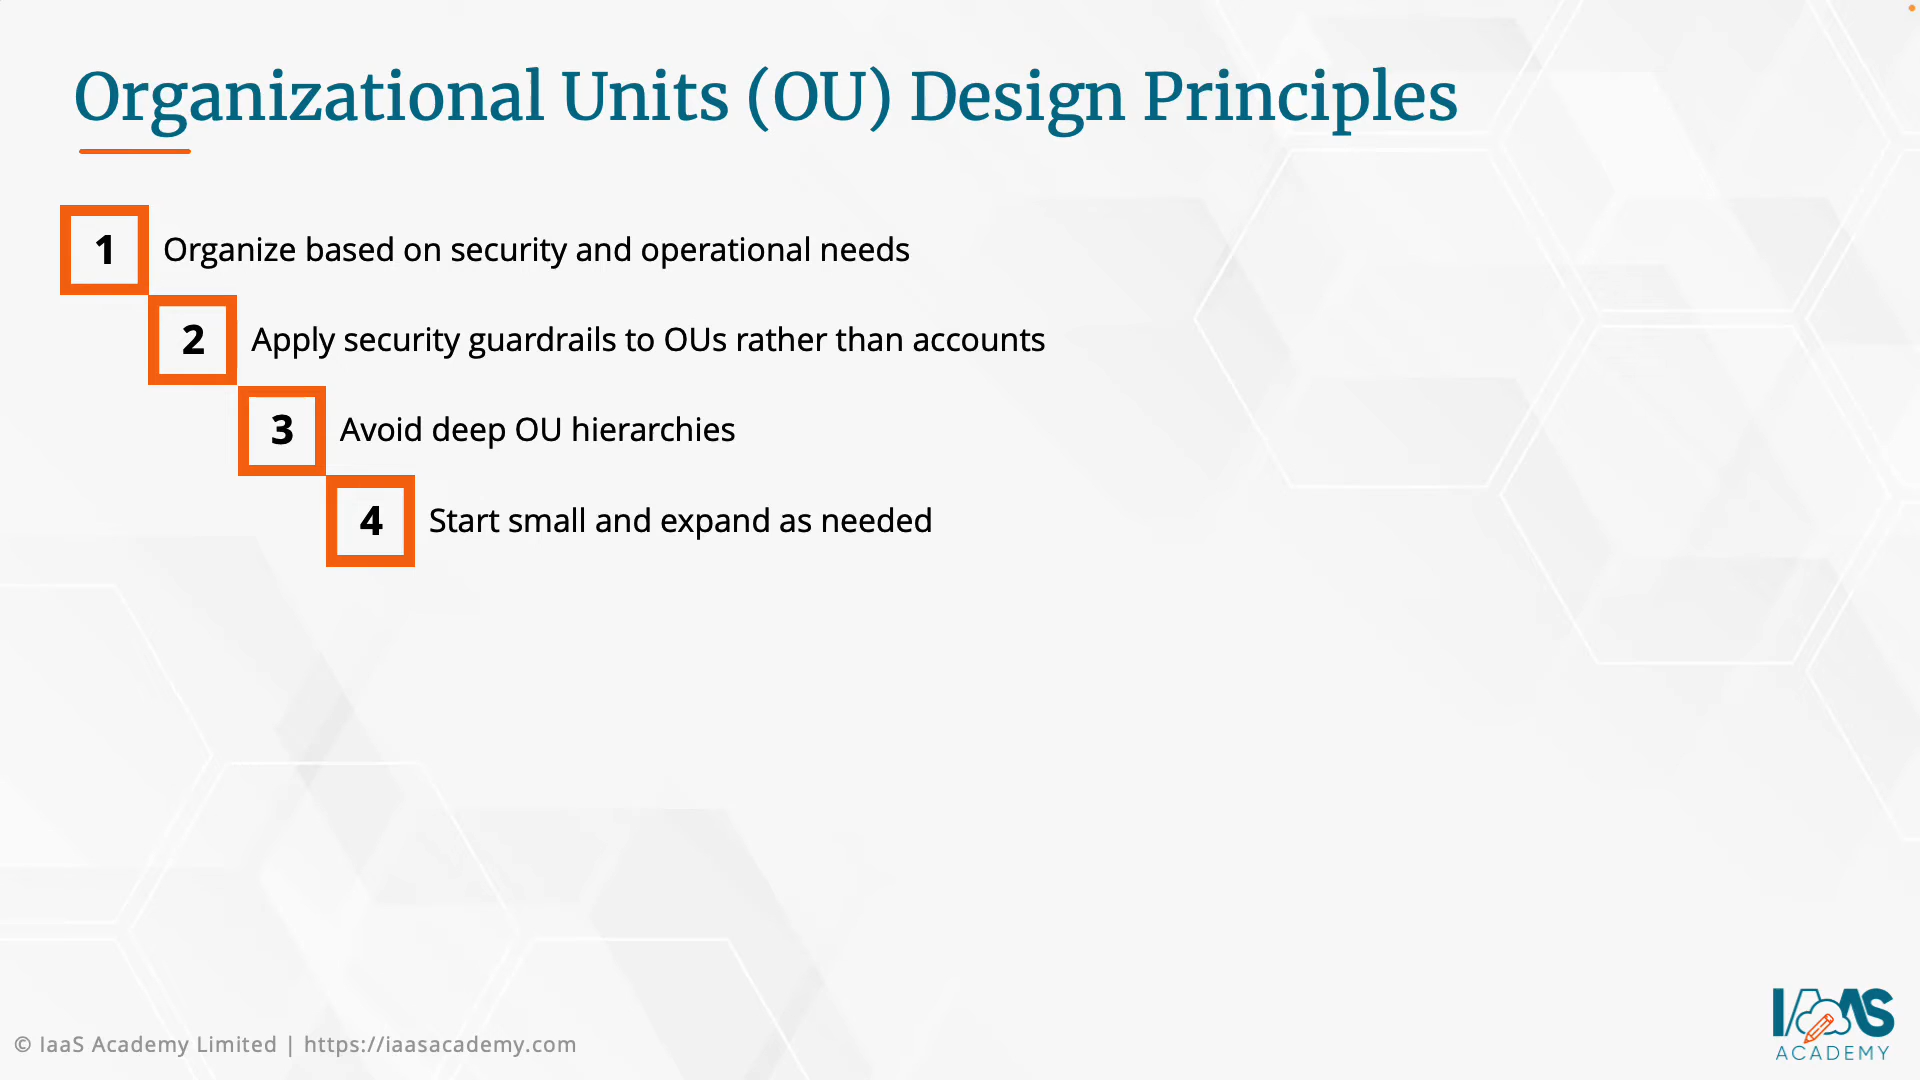 Organizational Units (OU) Design Principles
1 Organize based on security and operational needs
2 Apply security guardrails to OUs rather than accounts
3 Avoid deep OU hierarchies
4 Start small and expand as needed
© IaaS Academy Limited | https://iaasacademy.com
IAAS
ACADEMY